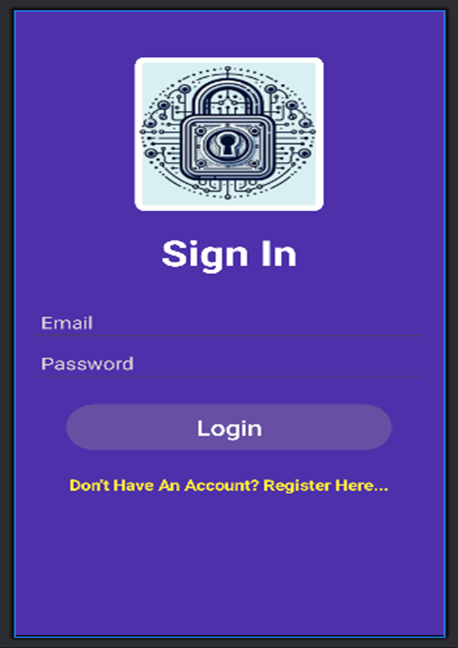 Sign In
Email
Password
Login
Don't Have An Account? Register Here...